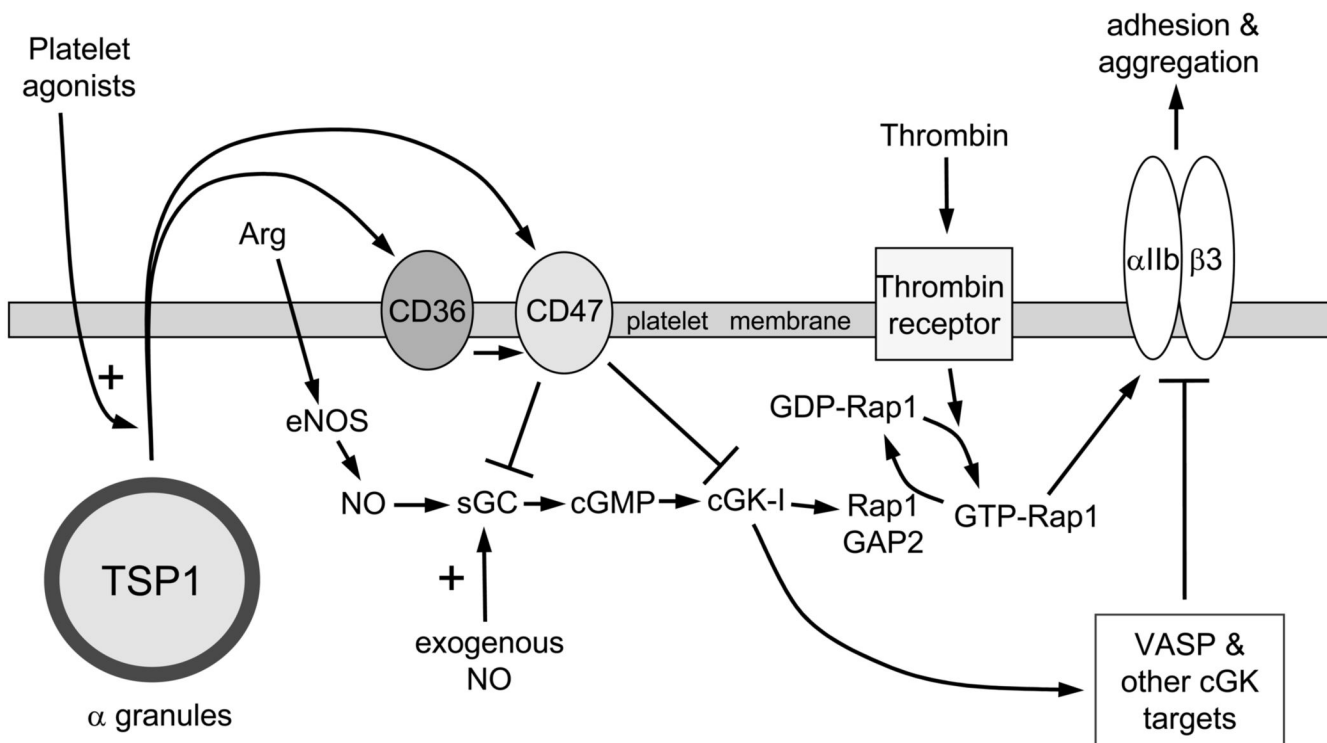 Platelet
agonists
adhesion &
aggregation
Thrombin
Arg
αIIb
β3
CD36
CD47
platelet membrane
Thrombin
receptor
+
eNOS
GDP-Rap1
NO
sGC
cGMP
cGK-I
Rap1
GAP2
GTP-Rap1
TSP1
+
exogenous
NO
VASP &
other cGK
targets
α granules